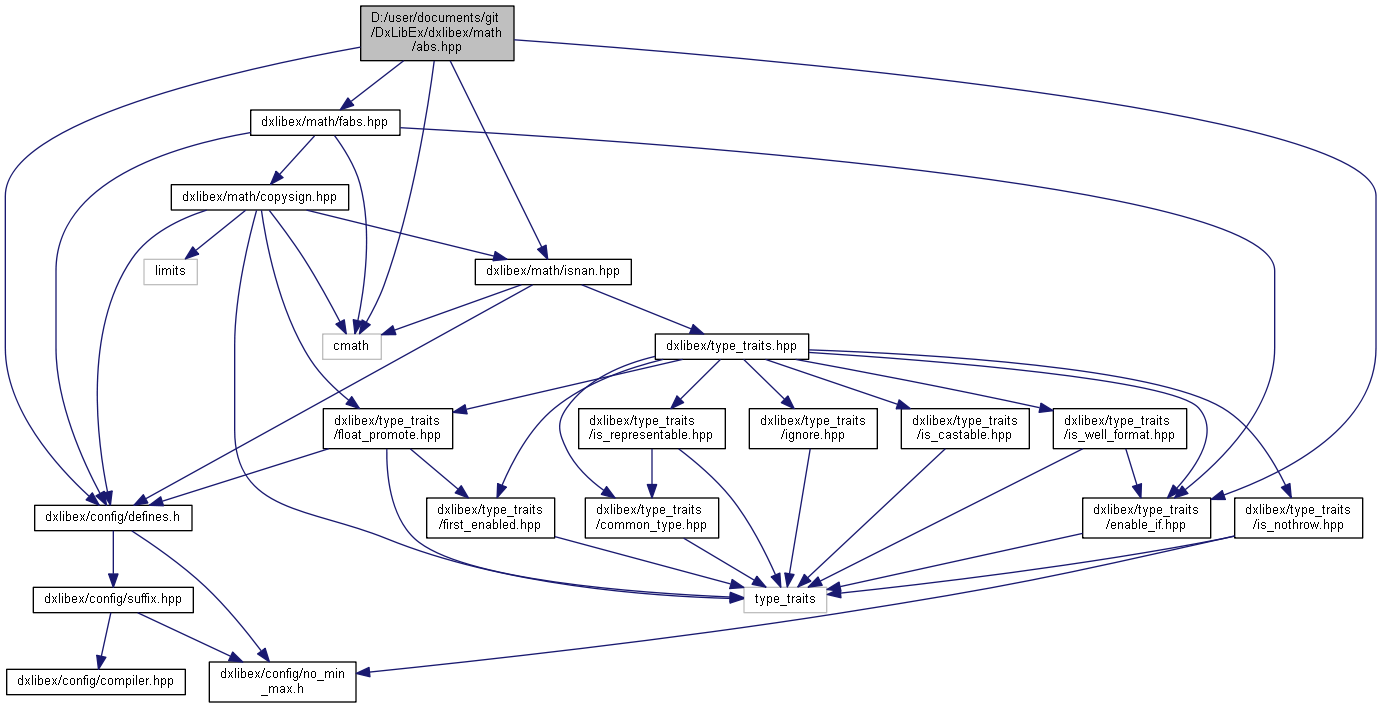 D:/user/documents/git
/DxLibEx/dxlibex/math
/abs.hpp
dxlibex/math/fabs.hpp
dxlibex/math/copysign.hpp
limits
dxlibex/math/isnan.hpp
cmath
dxlibex/type_traits.hpp
dxlibex/type_traits
/float_promote.hpp
dxlibex/type_traits
/is_representable.hpp
dxlibex/type_traits
/ignore.hpp
dxlibex/type_traits
/is_castable.hpp
dxlibex/type_traits
/is_well_format.hpp
dxlibex/config/defines.h
dxlibex/type_traits
/first_enabled.hpp
dxlibex/type_traits
/common_type.hpp
dxlibex/type_traits
/enable_if.hpp
dxlibex/type_traits
/is_nothrow.hpp
dxlibex/config/suffix.hpp
type_traits
dxlibex/config/compiler.hpp
dxlibex/config/no_min
_max.h